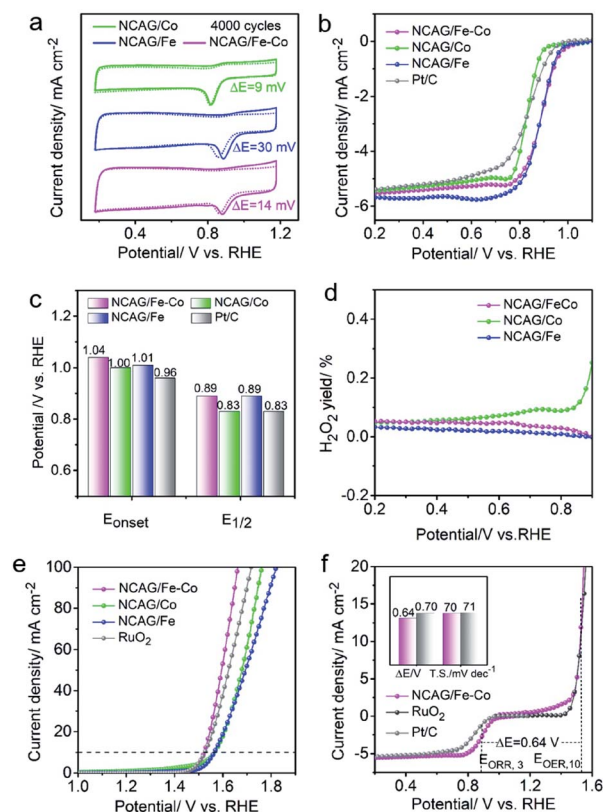 a
NCAG/Co 4000 cycles
NCAG/Fe NCAG/Fe-Co
ΔE=9 mV
ΔE=30 mV
ΔE=14 mV
Current density/ mA cm-2
0.4 0.8 1.2
Potential/ V vs. RHE
b
NCAG/Fe-Co
NCAG/Co
NCAG/Fe
Pt/C
0
-2
-4
-6
Current density/ mA cm-2
0.2 0.4 0.6 0.8 1.0
Potential/ V vs. RHE
c
NCAG/Fe-Co NCAG/Co
NCAG/Fe Pt/C
1.2
1.0
0.8
0.6
Potential /V vs. RHE
1.04 1.00 1.01 0.96
0.89 0.83 0.89 0.83
Eonset E1/2
d
NCAG/FeCo
NCAG/Co
NCAG/Fe
0.4
0.2
0.0
-0.2
H2O2 yield/ %
0.2 0.4 0.6 0.8
Potential/V vs.RHE
e
NCAG/Fe-Co
NCAG/Co
NCAG/Fe
RuO2
100
80
60
40
20
0
Current density/ mA cm-2
1.0 1.2 1.4 1.6 1.8
Potential/ V vs. RHE
f
0.64 0.70 70 71
ΔE/V T.S./mV dec-1
NCAG/Fe-Co
RuO2
Pt/C
ΔE=0.64 V
EORR, 3 EOER,10
20
15
10
5
0
-5
Current density/ mA cm-2
0.4 0.8 1.2 1.6
Potential/ V vs. RHE